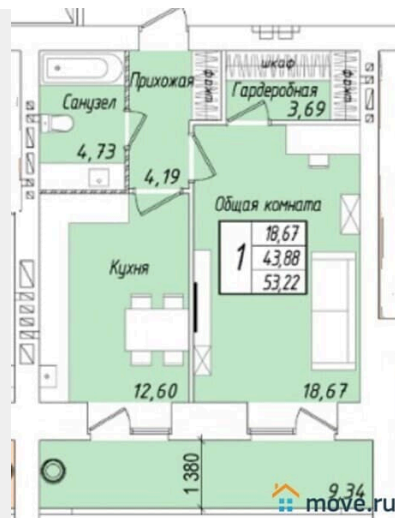 Прихожая
шкаф
шкаф
Гардеробная
шкаф
3,69
Санузел
4,73
4,19
Общая комната
1
18,67
43,88
53,22
Кухня
12,60
18,67
1 380
9.34
move.ru